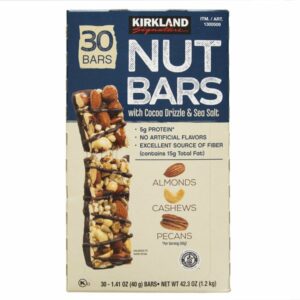 KIRKLAND
Signature
ITM. / ART.
30
BARS
NUT
BARS
with Cocoa Drizzle & Sea Salt
• 5g PROTEIN*
• NO ARTIFICIAL FLAVORS
• EXCELLENT SOURCE OF FIBER
(contains 15g Total Fat)
ALMONDS
CASHEWS
PECANS
30 - 1.41 OZ (40 g) BARS • NET WT 42.3 OZ (1.2 kg)